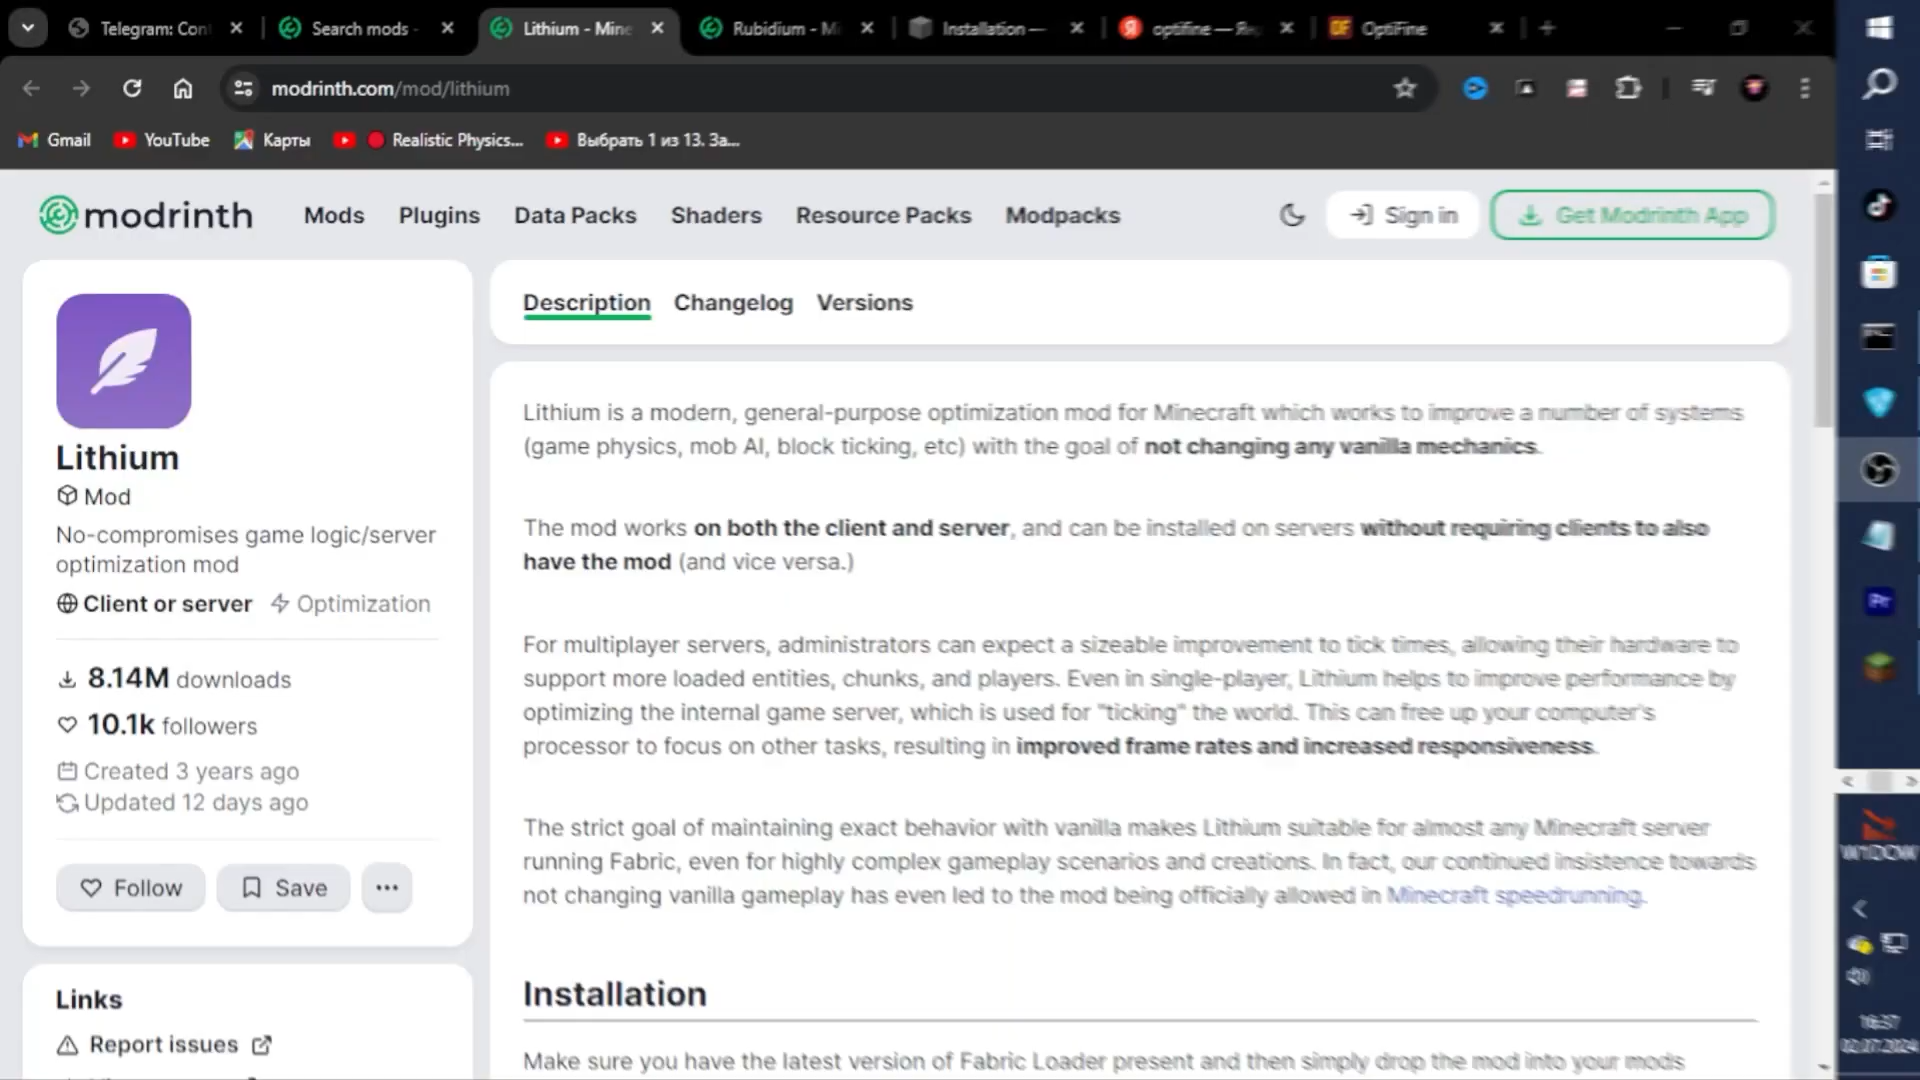 Telegram: Cont
Search mods -
Lithium - Mine
Rubidium - Mi
Installation —
optifine — Я
OptiFine
modrinth.com/mod/lithium
Gmail
YouTube
Карты
Realistic Physics...
Выбрать 1 из 13. За...
modrinth
Mods
Plugins
Data Packs
Shaders
Resource Packs
Modpacks
Sign in
Get Modrinth App
Lithium
Mod
No-compromises game logic/server
optimization mod
Client or server
Optimization
8.14M downloads
10.1k followers
Created 3 years ago
Updated 12 days ago
Follow
Save
Links
Report issues
Description
Changelog
Versions
Lithium is a modern, general-purpose optimization mod for Minecraft which works to improve a number of systems
(game physics, mob AI, block ticking, etc) with the goal of not changing any vanilla mechanics.
The mod works on both the client and server, and can be installed on servers without requiring clients to also
have the mod (and vice versa.)
For multiplayer servers, administrators can expect a sizeable improvement to tick times, allowing their hardware to
support more loaded entities, chunks, and players. Even in single-player, Lithium helps to improve performance by
optimizing the internal game server, which is used for "ticking" the world. This can free up your computer's
processor to focus on other tasks, resulting in improved frame rates and increased responsiveness.
The strict goal of maintaining exact behavior with vanilla makes Lithium suitable for almost any Minecraft server
running Fabric, even for highly complex gameplay scenarios and creations. In fact, our continued insistence towards
not changing vanilla gameplay has even led to the mod being officially allowed in Minecraft speedrunning.
Installation
Make sure you have the latest version of Fabric Loader present and then simply drop the mod into your mods
Pr
16:37
02.07.2024